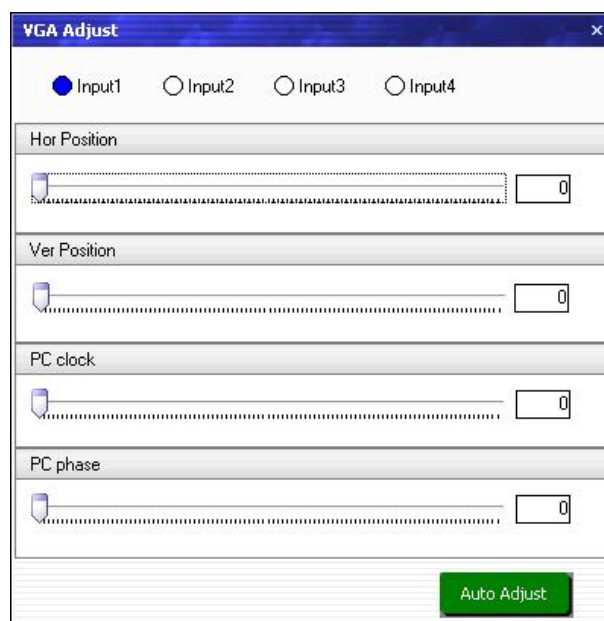 VGA Adjust
Input1 Input2 Input3 Input4
Hor Position
0
Ver Position
0
PC clock
0
PC phase
0
Auto Adjust